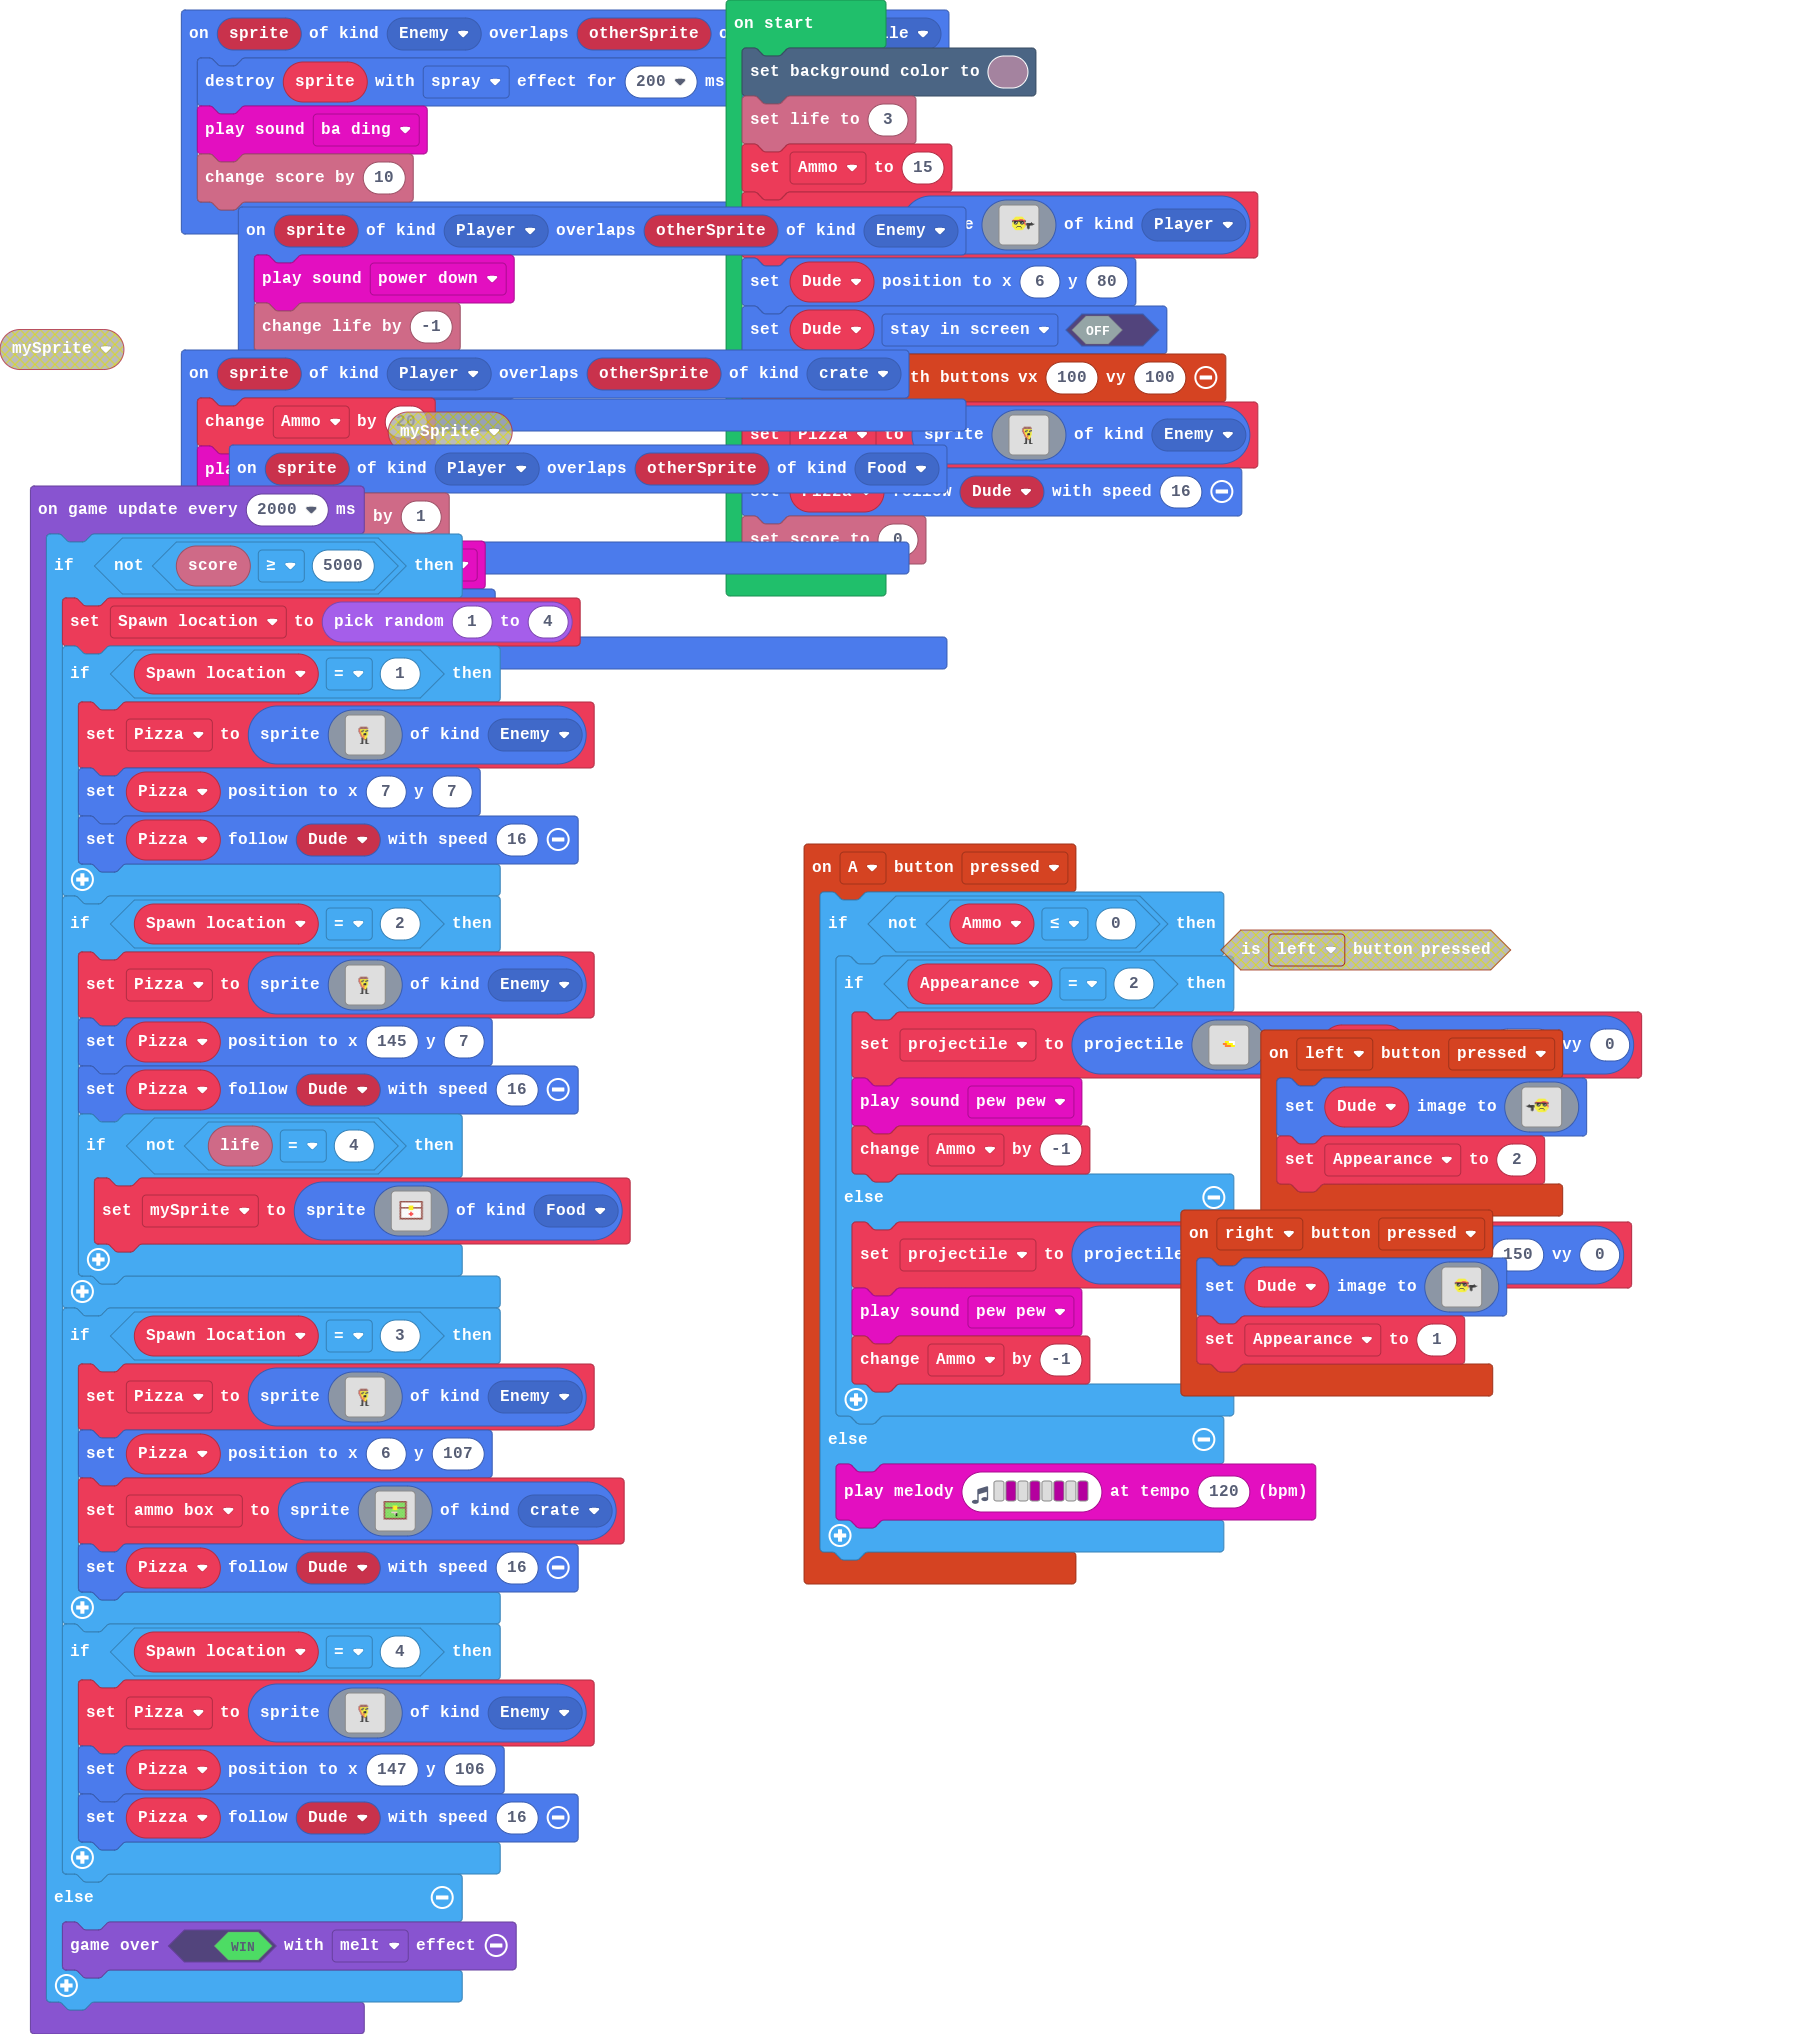 on sprite of kind Enemy overlaps otherSprite
destroy sprite with spray effect for 200 ms
play sound ba ding
change score by 10
on sprite of kind Player overlaps otherSprite of kind Enemy
play sound power down
change life by -1
mySprite
on sprite of kind Player overlaps otherSprite of kind crate
change Ammo by 20
mySprite
on sprite of kind Player overlaps otherSprite of kind Food
by 1
on start
set background color to
set life to 3
set Ammo to 15
of kind Player
set Dude position to x 6 y 80
set Dude stay in screen OFF
buttons vx 100 vy 100
set Pizza to sprite of kind Enemy
set Pizza follow Dude with speed 16
set score to 0
on game update every 2000 ms
if not score ≥ 5000 then
set Spawn location to pick random 1 to 4
if Spawn location = 1 then
set Pizza to sprite of kind Enemy
set Pizza position to x 7 y 7
set Pizza follow Dude with speed 16
if Spawn location = 2 then
set Pizza to sprite of kind Enemy
set Pizza position to x 145 y 7
set Pizza follow Dude with speed 16
if not life = 4 then
set mySprite to sprite of kind Food
if Spawn location = 3 then
set Pizza to sprite of kind Enemy
set Pizza position to x 6 y 107
set ammo box to sprite of kind crate
set Pizza follow Dude with speed 16
if Spawn location = 4 then
set Pizza to sprite of kind Enemy
set Pizza position to x 147 y 106
set Pizza follow Dude with speed 16
else
game over WIN with melt effect
on A button pressed
if not Ammo ≤ 0 then
is left button pressed
if Appearance = 2 then
set projectile to projectile vy 0
play sound pew pew
change Ammo by -1
else
set projectile to projectile 150 vy 0
play sound pew pew
change Ammo by -1
else
play melody at tempo 120 (bpm)
on left button pressed
set Dude image to
set Appearance to 2
on right button pressed
set Dude image to
set Appearance to 1